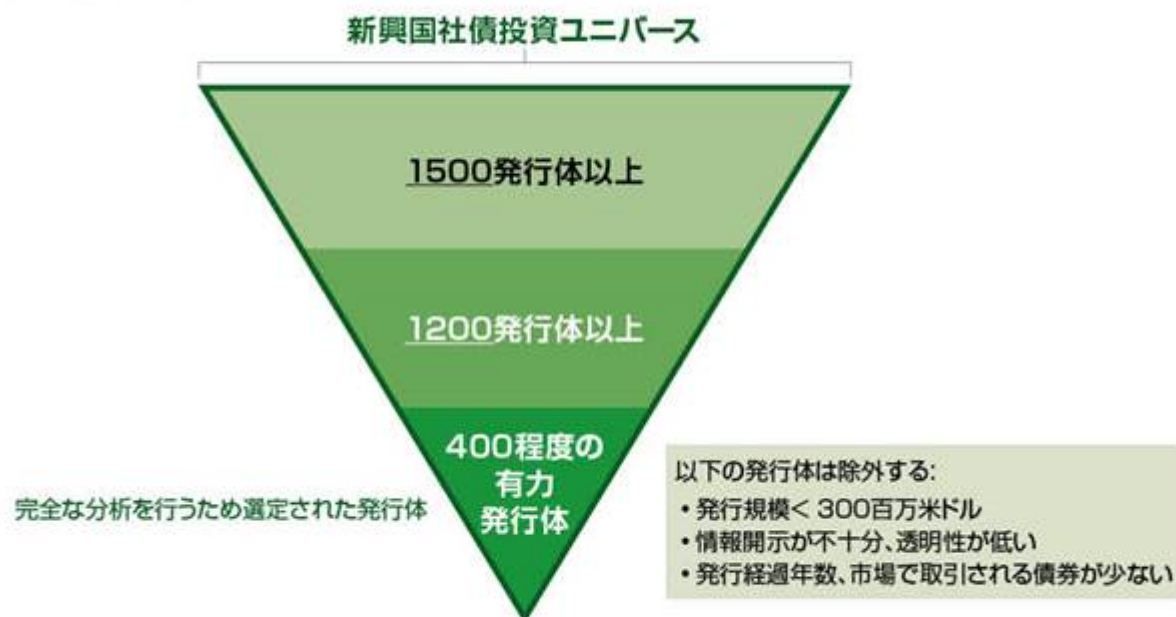 新興国社債投資ユニバース
1500発行体以上
1200発行体以上
400程度の
有力
発行体
完全な分析を行うため選定された発行体
以下の発行体は除外する:
• 発行規模< 300百万米ドル
• 情報開示が不十分、透明性が低い
• 発行経過年数、市場で取引される債券が少ない